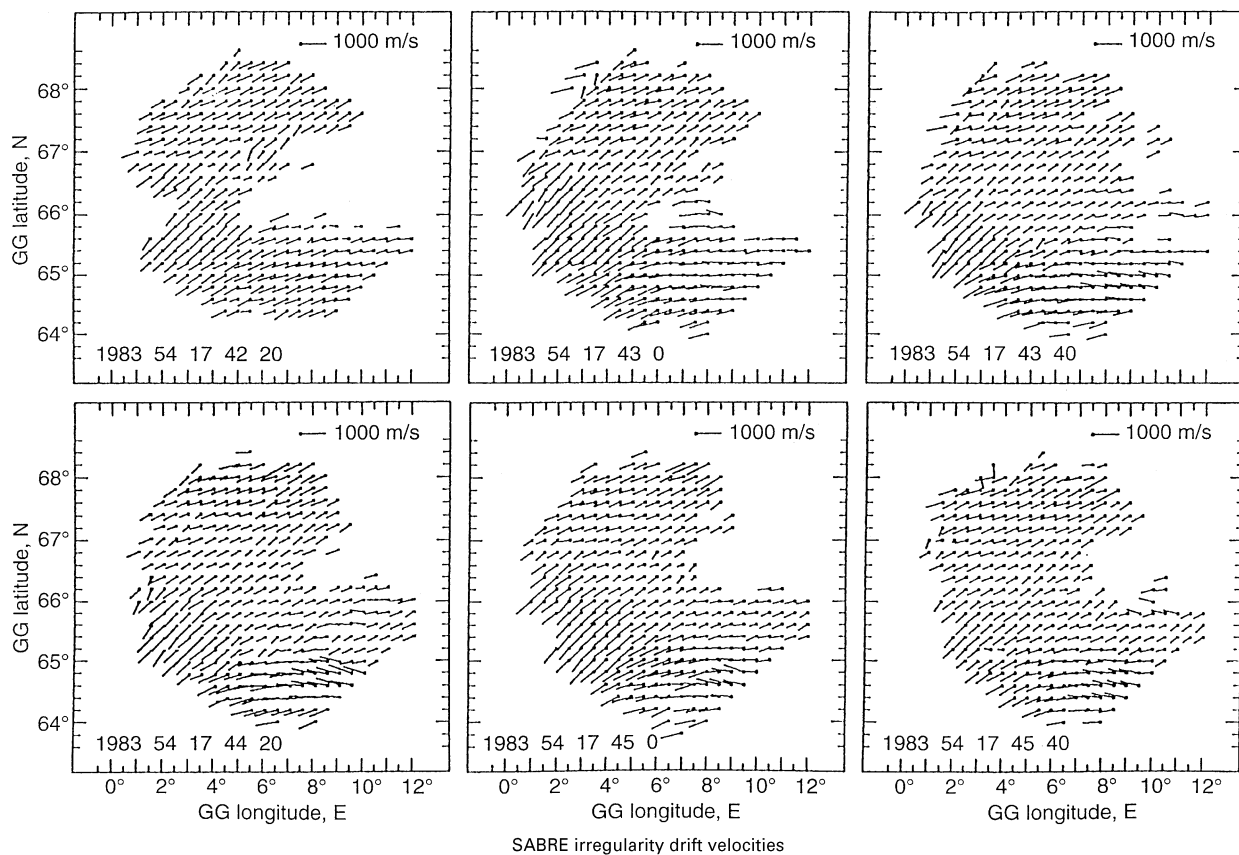 1000 m/s 1000 m/s 1000 m/s
68°
67°
66°
65°
64°
GG latitude, N
1983 54 17 42 20 1983 54 17 43 0 1983 54 17 43 40
1000 m/s 1000 m/s 1000 m/s
68°
67°
66°
65°
64°
GG latitude, N
1983 54 17 44 20 1983 54 17 45 0 1983 54 17 45 40
0° 2° 4° 6° 8° 10° 12° 0° 2° 4° 6° 8° 10° 12° 0° 2° 4° 6° 8° 10° 12°
GG longitude, E GG longitude, E GG longitude, E
SABRE irregularity drift velocities